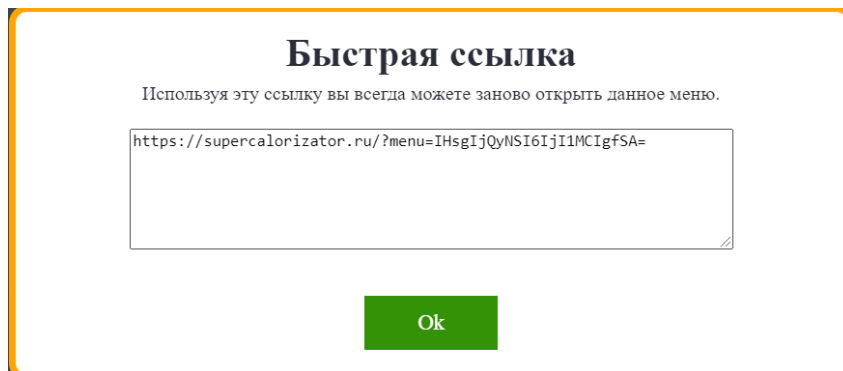 Быстрая ссылка
Используя эту ссылку вы всегда можете заново открыть данное меню.
https://supercalorizator.ru/?menu=IHsgIjQyNSI6IjI1MCIgfSA=
Ok